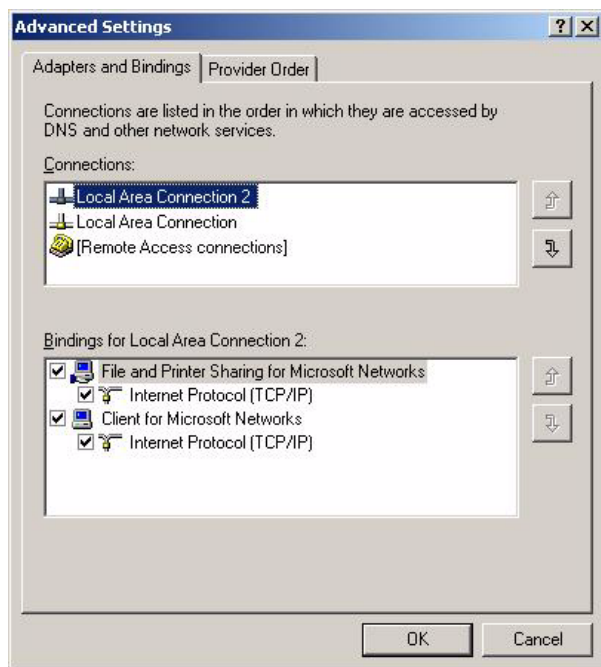 Advanced Settings
Adapters and Bindings
Provider Order
Connections are listed in the order in which they are accessed by
DNS and other network services.
Connections:
Local Area Connection 2
Local Area Connection
[Remote Access connections]
Bindings for Local Area Connection 2:
File and Printer Sharing for Microsoft Networks
Internet Protocol (TCP/IP)
Client for Microsoft Networks
Internet Protocol (TCP/IP)
OK
Cancel